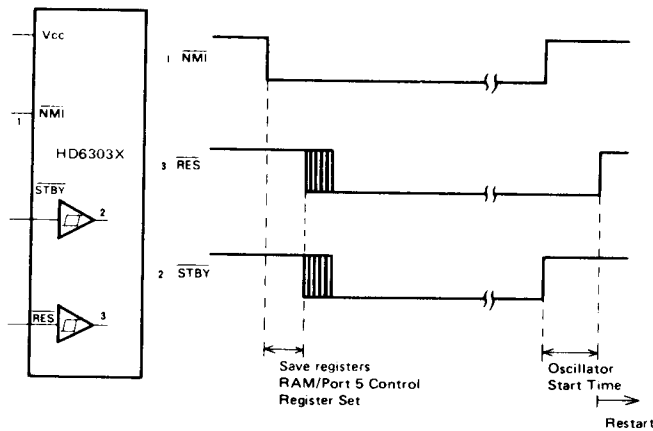 Vcc
1 NMI
HD6303X
STBY
2
RES
3
1 NMI
3 RES
2 STBY
Save registers
RAM/Port 5 Control
Register Set
Oscillator
Start Time
Restart